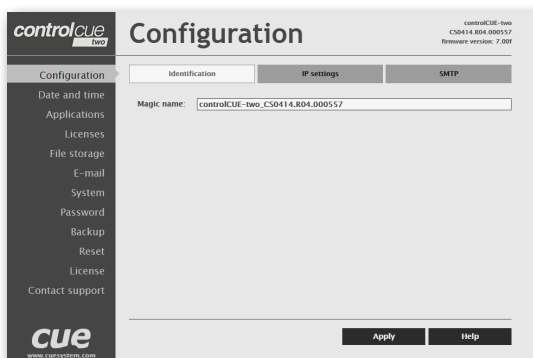 controlcue
two
Configuration
controlCUE-two
CS0414.R04.000557
firmware version: 7.00f
Configuration
Date and time
Applications
Licenses
File storage
E-mail
System
Password
Backup
Reset
License
Contact support
Identification
IP settings
SMTP
Magic name:
controlCUE-two_CS0414.R04.000557
Apply
Help
cue
www.cuesystem.com